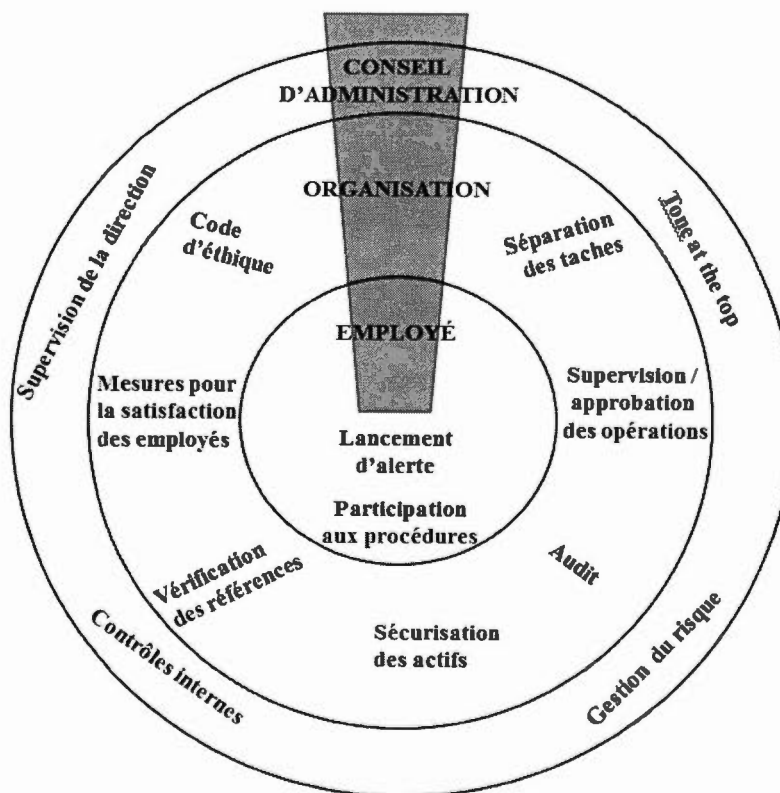 CONSEIL
D'ADMINISTRATION
ORGANISATION
EMPLOYÉ
Supervision de la direction
Tone at the top
Code
d'éthique
Séparation
des taches
Mesures pour
la satisfaction
des employés
Supervision /
approbation
des opérations
Lancement
d'alerte
Participation
aux procédures
Vérification
des références
Audit
Sécurisation
des actifs
Contrôles internes
Gestion du risque